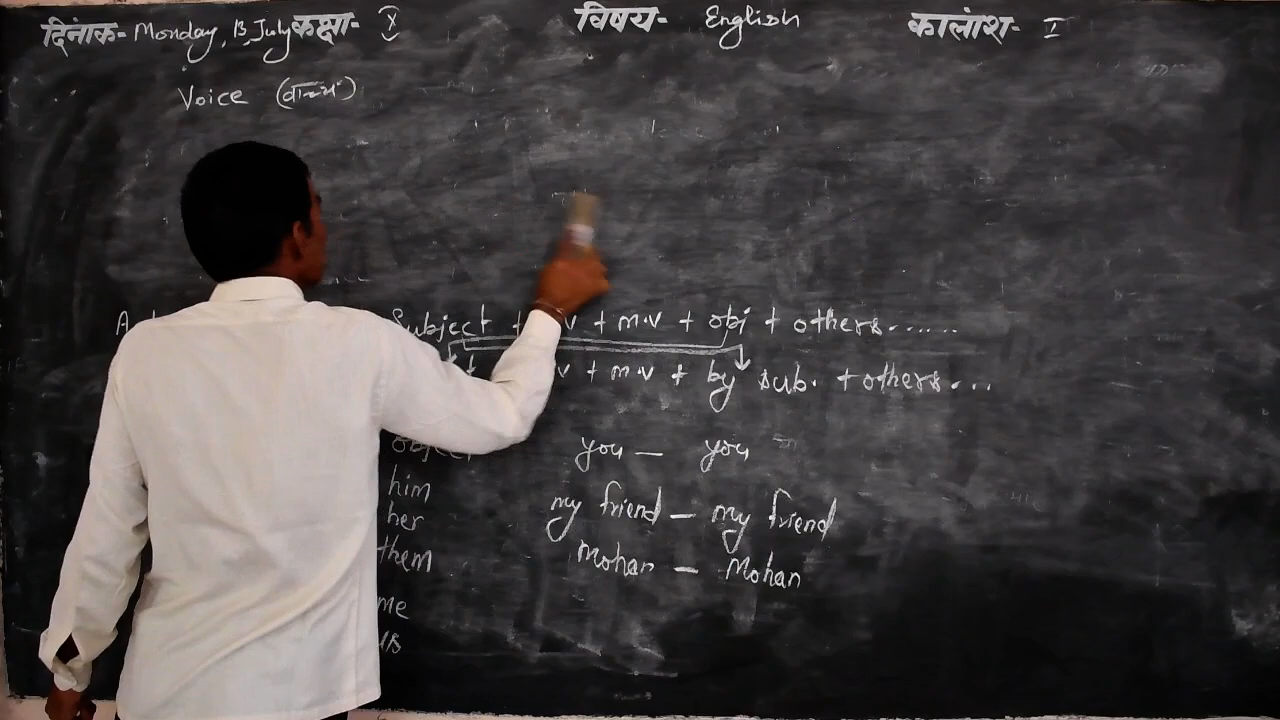 दिनांक- Monday, 13, July कक्षा- X विषय- English कालांश- I
Voice (वाच्य)
Subject + v + m.v + obj + others......
v + m.v + by sub. + others...
object you — you
him
my friend — my friend
her
them Mohan — Mohan
me
us